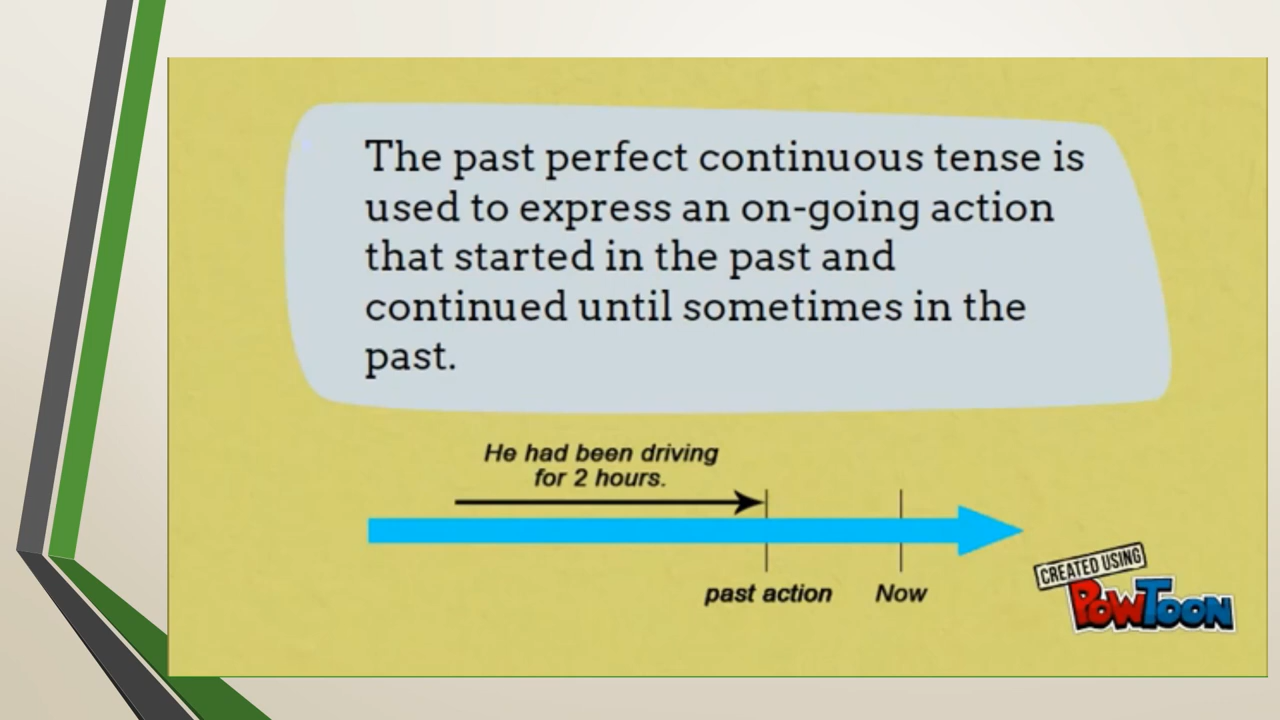 The past perfect continuous tense is
used to express an on-going action
that started in the past and
continued until sometimes in the
past.
He had been driving
for 2 hours.
past action
Now
CREATED USING
POWTOON